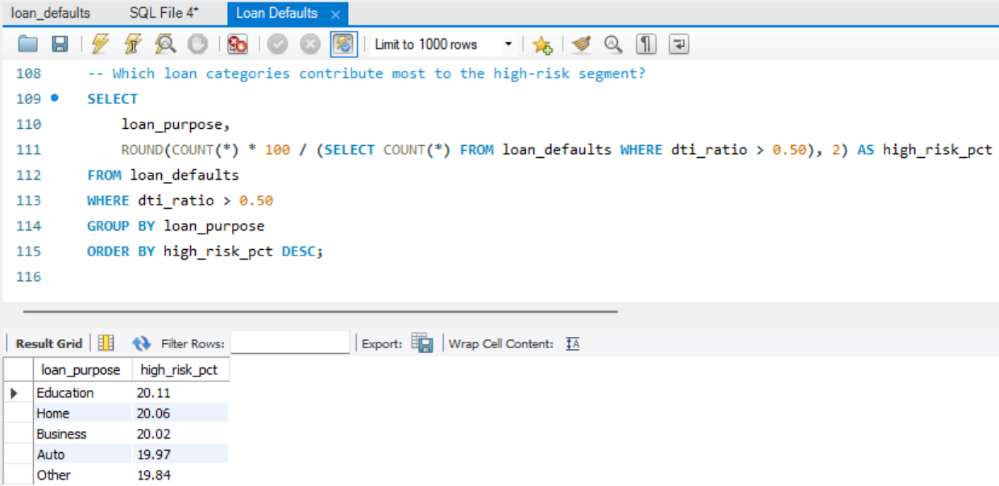 loan_defaults SQL File 4* Loan Defaults
Limit to 1000 rows
108 -- Which loan categories contribute most to the high-risk segment?
109 SELECT
110 loan_purpose,
111 ROUND(COUNT(*) * 100 / (SELECT COUNT(*) FROM loan_defaults WHERE dti_ratio > 0.50), 2) AS high_risk_pct
112 FROM loan_defaults
113 WHERE dti_ratio > 0.50
114 GROUP BY loan_purpose
115 ORDER BY high_risk_pct DESC;
116
Result Grid Filter Rows: Export: Wrap Cell Content:
loan_purpose high_risk_pct
Education 20.11
Home 20.06
Business 20.02
Auto 19.97
Other 19.84